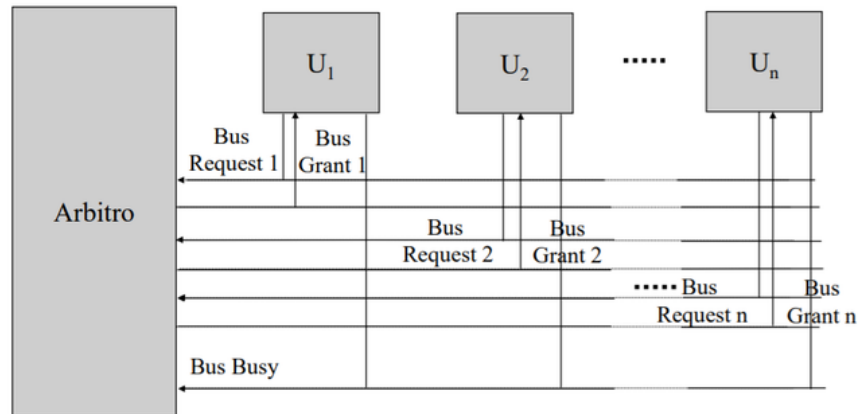 U1
U2
.....
Un
Bus Request 1
Bus Grant 1
Arbitro
Bus Request 2
Bus Grant 2
.....
Bus Request n
Bus Grant n
Bus Busy